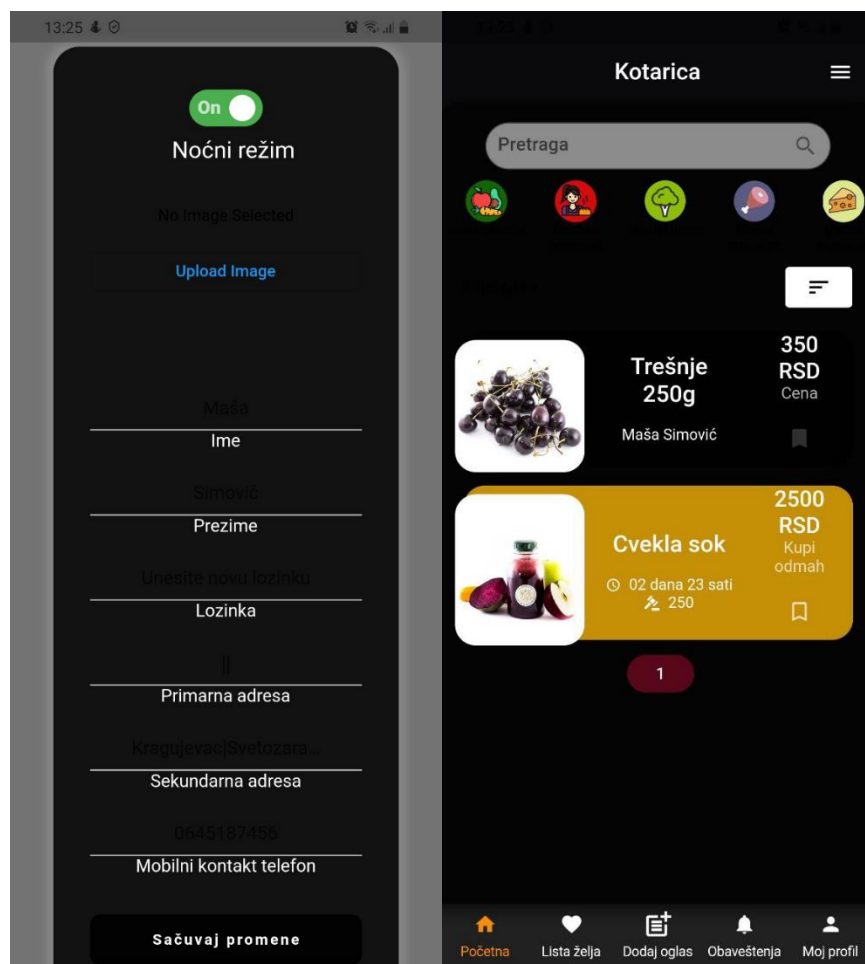 13:25
On
Noćni režim
No Image Selected
Upload Image
Maša
Ime
Simović
Prezime
Unesite novu lozinku
Lozinka
||
Primarna adresa
Kragujevac|Svetozara...
Sekundarna adresa
0645187456
Mobilni kontakt telefon
Sačuvaj promene
Kotarica
Pretraga
Trešnje
250g
Maša Simović
350
RSD
Cena
Cvekla sok
02 dana 23 sati
250
2500
RSD
Kupi
odmah
1
Početna
Lista želja
Dodaj oglas
Obaveštenja
Moj profil